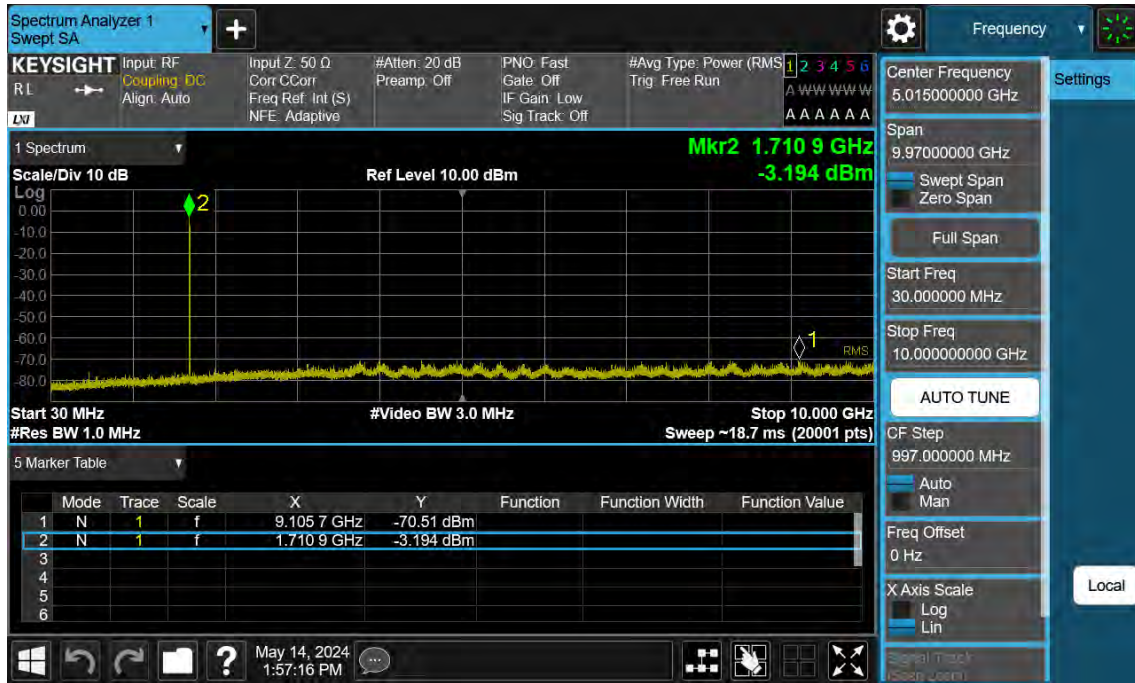 Spectrum Analyzer 1
Swept SA
+
Frequency
KEYSIGHT
RL
LXI
Input: RF
Coupling: DC
Align: Auto
Input Z: 50 Ω
Corr CCorr
Freq Ref: Int (S)
NFE: Adaptive
#Atten: 20 dB
Preamp: Off
PNO: Fast
Gate: Off
IF Gain: Low
Sig Track: Off
#Avg Type: Power (RMS
Trig: Free Run
1 2 3 4 5 6
A W W W W W
A A A A A A
1 Spectrum
Scale/Div 10 dB
Ref Level 10.00 dBm
Mkr2 1.710 9 GHz
-3.194 dBm
Log
0.00
-10.0
-20.0
-30.0
-40.0
-50.0
-60.0
-70.0
-80.0
2
1
RMS
Start 30 MHz
#Video BW 3.0 MHz
Stop 10.000 GHz
#Res BW 1.0 MHz
Sweep ~18.7 ms (20001 pts)
5 Marker Table
Mode Trace Scale X Y Function Function Width Function Value
1 N 1 f 9.105 7 GHz -70.51 dBm
2 N 1 f 1.710 9 GHz -3.194 dBm
3
4
5
6
?
May 14, 2024
1:57:16 PM
Center Frequency
5.015000000 GHz
Settings
Span
9.97000000 GHz
Swept Span
Zero Span
Full Span
Start Freq
30.000000 MHz
Stop Freq
10.000000000 GHz
AUTO TUNE
CF Step
997.000000 MHz
Auto
Man
Freq Offset
0 Hz
X Axis Scale
Log
Lin
Local
Signal Track
(Span Zoom)